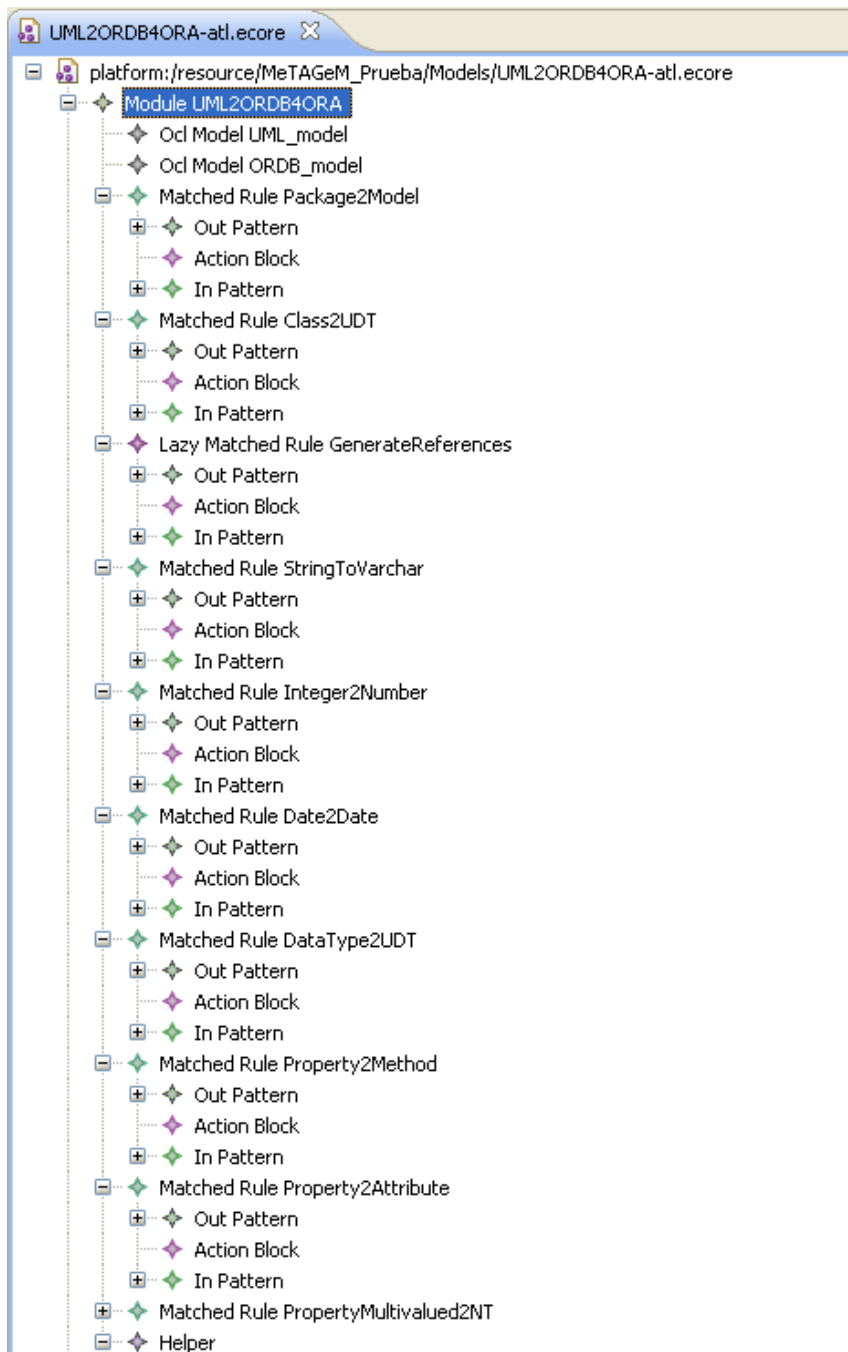 UML2ORDB4ORA-atl.ecore
platform:/resource/MeTAGeM_Prueba/Models/UML2ORDB4ORA-atl.ecore
Module UML2ORDB4ORA
Ocl Model UML_model
Ocl Model ORDB_model
Matched Rule Package2Model
Out Pattern
Action Block
In Pattern
Matched Rule Class2UDT
Out Pattern
Action Block
In Pattern
Lazy Matched Rule GenerateReferences
Out Pattern
Action Block
In Pattern
Matched Rule StringToVarchar
Out Pattern
Action Block
In Pattern
Matched Rule Integer2Number
Out Pattern
Action Block
In Pattern
Matched Rule Date2Date
Out Pattern
Action Block
In Pattern
Matched Rule DataType2UDT
Out Pattern
Action Block
In Pattern
Matched Rule Property2Method
Out Pattern
Action Block
In Pattern
Matched Rule Property2Attribute
Out Pattern
Action Block
In Pattern
Matched Rule PropertyMultivalued2NT
Helper